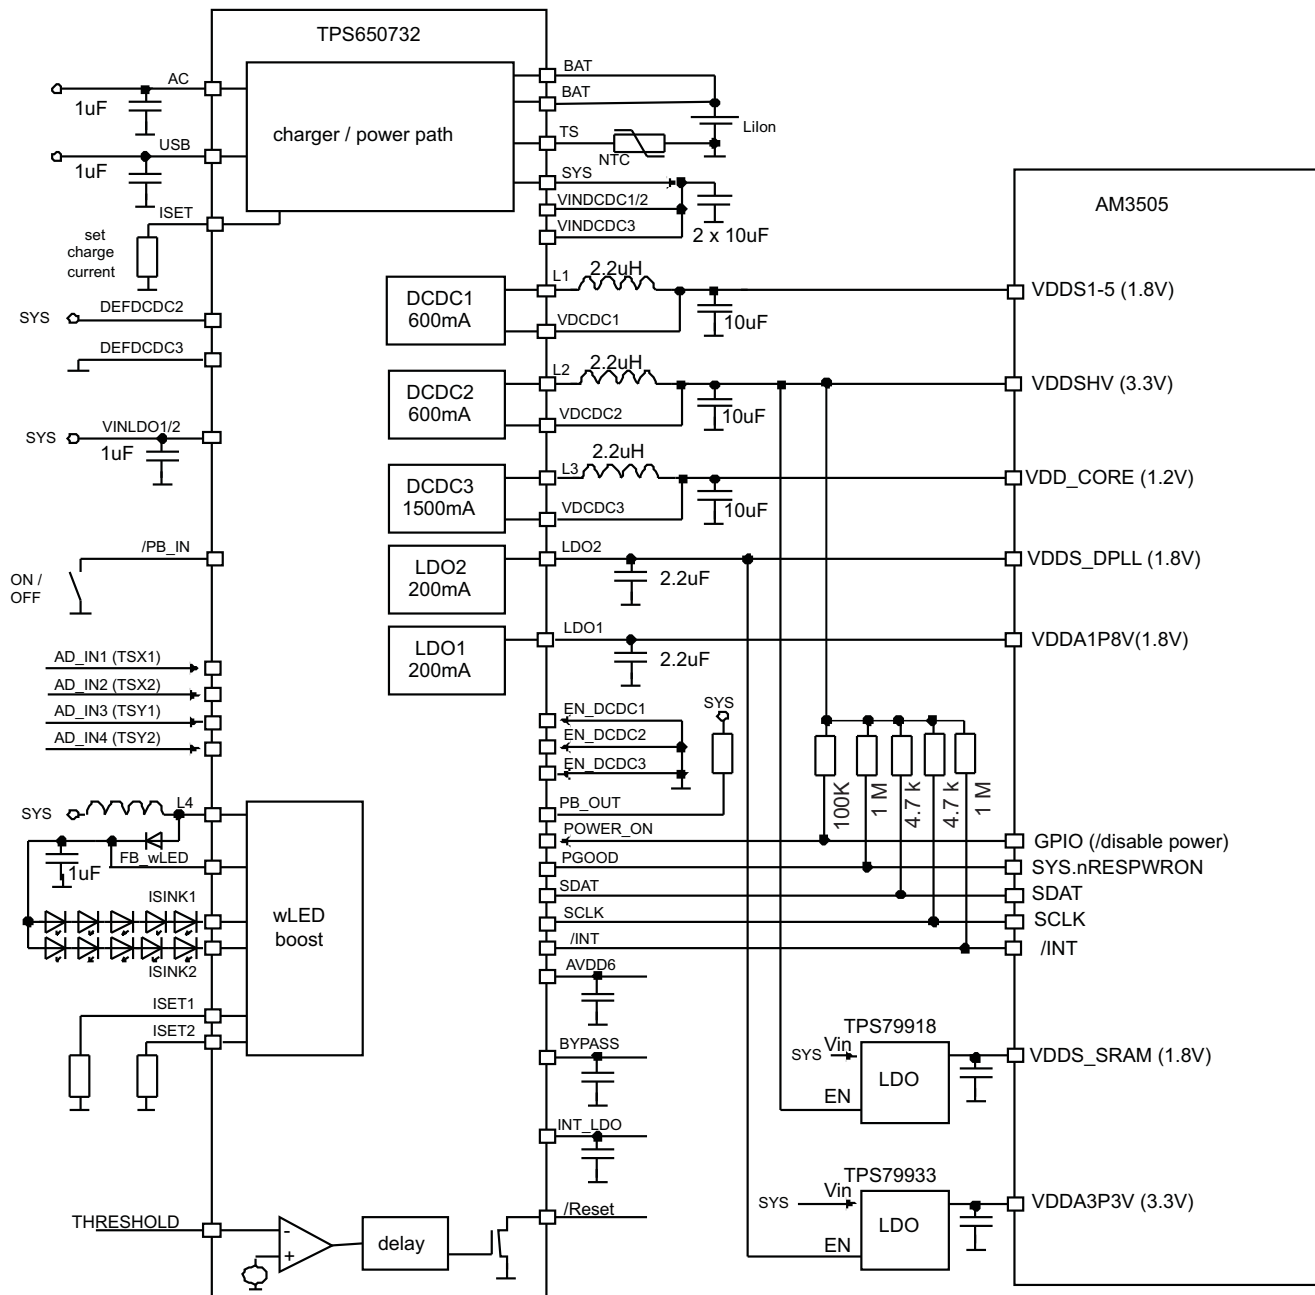 TPS650732
AC
1uF
USB
1uF
ISET
set
charge
current
charger / power path
BAT
BAT
TS
NTC
LiIon
SYS
VINDCDC1/2
VINDCDC3
2 x 10uF
AM3505
SYS
DEFDCDC2
DEFDCDC3
SYS
VINLDO1/2
1uF
DCDC1
600mA
L1
2.2uH
VDCDC1
10uF
VDDS1-5 (1.8V)
DCDC2
600mA
L2
2.2uH
VDCDC2
10uF
VDDSHV (3.3V)
DCDC3
1500mA
L3
2.2uH
VDCDC3
10uF
VDD_CORE (1.2V)
/PB_IN
ON /
OFF
LDO2
200mA
LDO2
2.2uF
VDDS_DPLL (1.8V)
LDO1
200mA
LDO1
2.2uF
VDDA1P8V(1.8V)
AD_IN1 (TSX1)
AD_IN2 (TSX2)
AD_IN3 (TSY1)
AD_IN4 (TSY2)
EN_DCDC1
EN_DCDC2
EN_DCDC3
SYS
PB_OUT
POWER_ON
PGOOD
SDAT
SCLK
/INT
100K
1 M
4.7 k
4.7 k
1 M
GPIO (/disable power)
SYS.nRESPWRON
SDAT
SCLK
/INT
SYS
L4
1uF
FB_wLED
ISINK1
ISINK2
ISET1
ISET2
wLED
boost
AVDD6
BYPASS
INT_LDO
/Reset
TPS79918
SYS
Vin
LDO
EN
VDDS_SRAM (1.8V)
TPS79933
SYS
Vin
LDO
EN
VDDA3P3V (3.3V)
THRESHOLD
-
+
delay